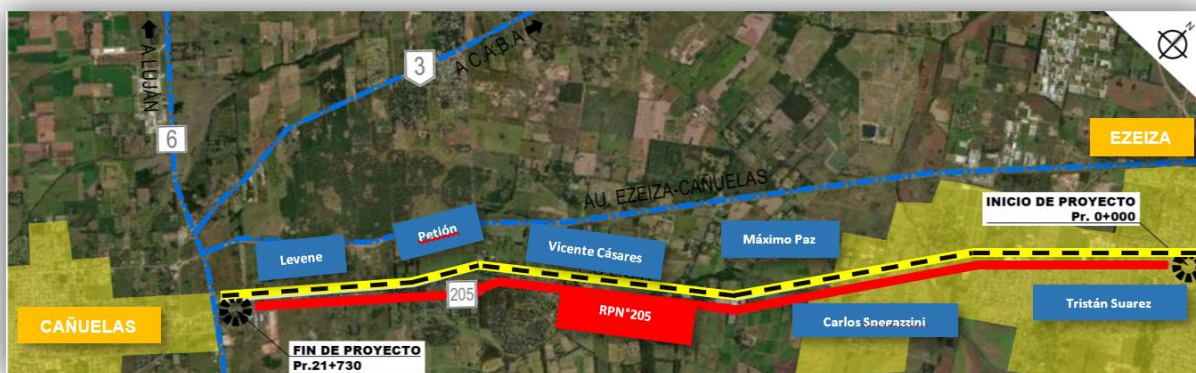 A LUJÁN
6
3
A C.A.B.A
AU. EZEIZA-CAÑUELAS
EZEIZA
INICIO DE PROYECTO
Pr. 0+000
Levene
Petión
Vicente Cásares
Máximo Paz
205
RPN°205
Carlos Spegazzini
Tristán Suarez
CAÑUELAS
FIN DE PROYECTO
Pr.21+730
N